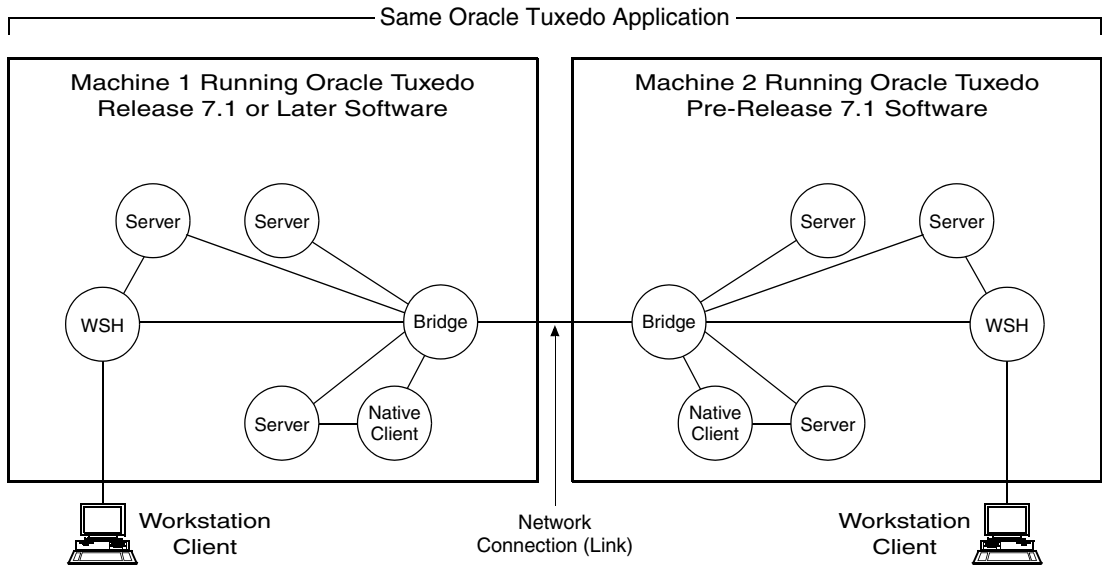 Same Oracle Tuxedo Application
Machine 1 Running Oracle Tuxedo
Release 7.1 or Later Software
Machine 2 Running Oracle Tuxedo
Pre-Release 7.1 Software
Server
Server
Server
Server
WSH
Bridge
Bridge
WSH
Server
Native
Client
Native
Client
Server
Workstation
Client
Network
Connection (Link)
Workstation
Client